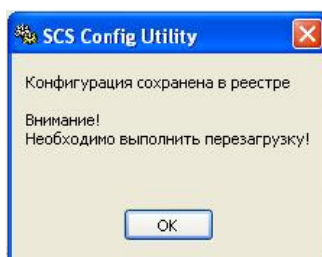 SCS Config Utility
Конфигурация сохранена в реестре
Внимание!
Необходимо выполнить перезагрузку!
OK